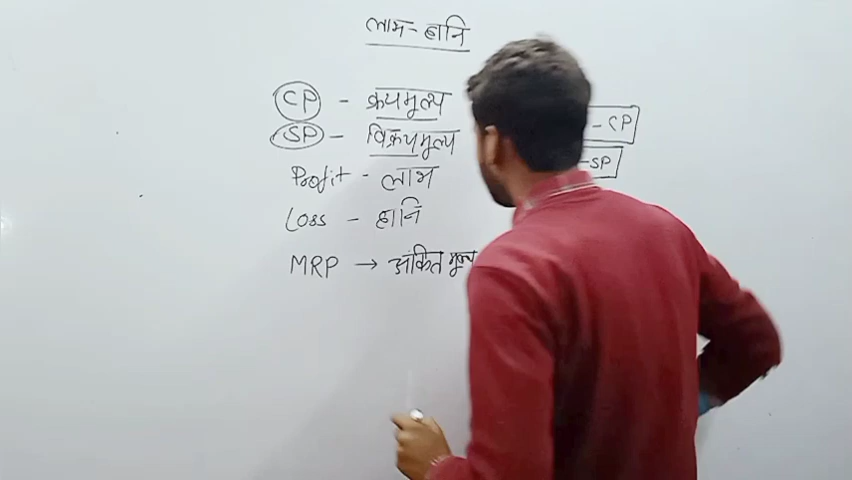 लाभ - हानि
CP - क्रयमूल्य
SP - विक्रयमूल्य
Profit - लाभ
Loss - हानि
MRP → अंकित मूल्य
- CP
- SP